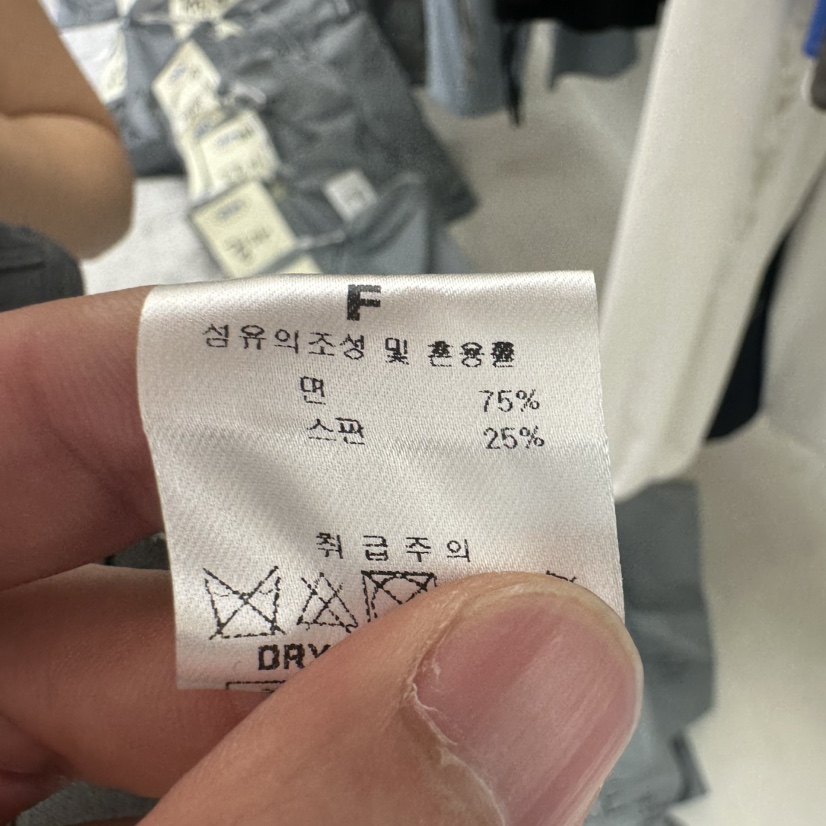 F
섬유의조성 및 혼용률
면 75%
스판 25%
취급주의
DRY